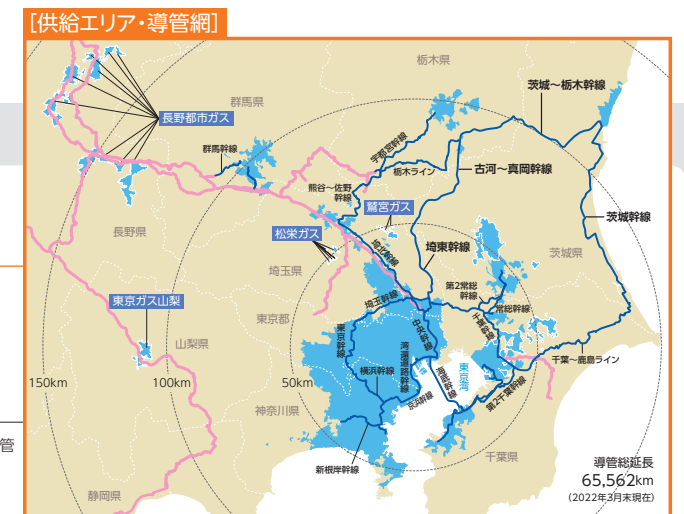 [供給エリア・導管網]
栃木県
茨城〜栃木幹線
群馬県
長野都市ガス
群馬幹線
宇都宮幹線
栃木ライン
古河〜真岡幹線
熊谷〜佐野
幹線
鷲宮ガス
茨城幹線
松栄ガス
長野県
埼北幹線
埼東幹線
茨城県
埼玉県
第2常総
幹線
東京ガス山梨
埼玉幹線
常総幹線
東京都
千葉幹線
中央幹線
東京幹線
山梨県
湾道道路幹線
千葉〜鹿島ライン
横浜幹線
東京湾
150km
100km
50km
京浜幹線
第2千葉幹線
神奈川県
管
千葉県
新根岸幹線
導管総延長
65,562km
(2022年3月末現在)
静岡県